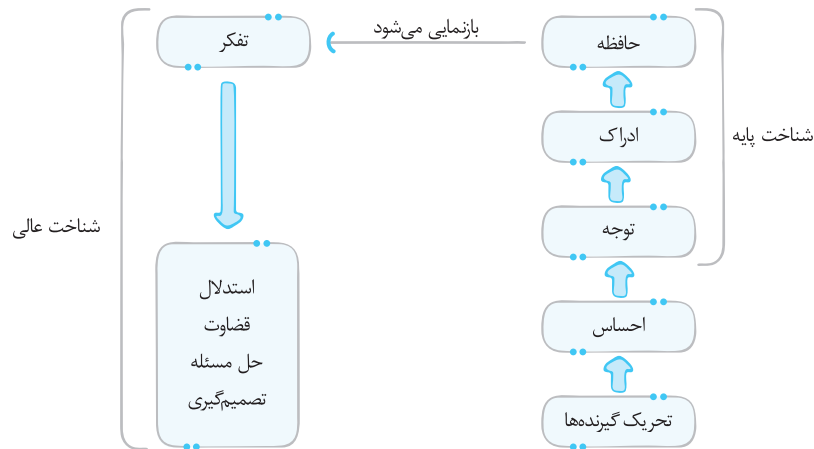 حافظه
بازنمایی می‌شود
تفکر
ادراک
شناخت پایه
توجه
شناخت عالی
احساس
تحریک گیرنده‌ها
استدلال
قضاوت
حل مسئله
تصمیم‌گیری